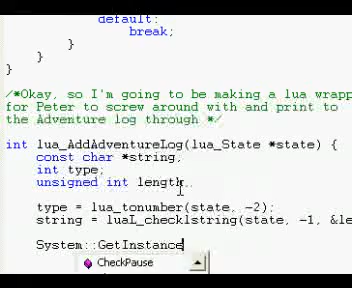 default:
break;
}
}
}
/*Okay, so I'm going to be making a lua wrapp
for Peter to screw around with and print to
the Adventure log through */
int lua_AddAdventureLog(lua_State *state) {
const char *string,
int type;
unsigned int length
type = lua_tonumber(state, -2);
string = luaL_checklstring(state, -1, &le
System::GetInstance
CheckPause